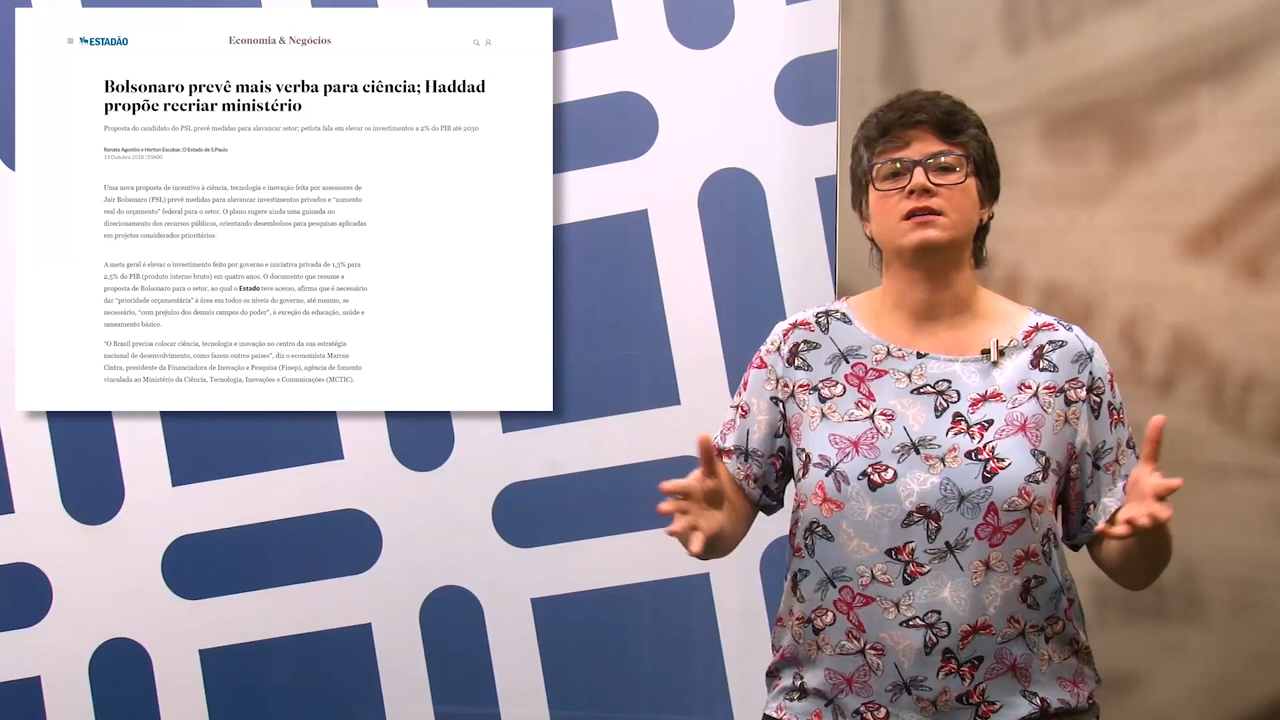 ESTADÃO
Economia & Negócios
Bolsonaro prevê mais verba para ciência; Haddad
propõe recriar ministério
Proposta do candidato do PSL prevê medidas para alavancar setor; petista fala em elevar os investimentos a 2% do PIB até 2030
Renata Agostini e Herton Escobar, O Estado de S.Paulo
13 Outubro 2018 | 05h00
Uma nova proposta de incentivo à ciência, tecnologia e inovação feita por assessores de
Jair Bolsonaro (PSL) prevê medidas para alavancar investimentos privados e “aumento
real do orçamento” federal para o setor. O plano sugere ainda uma guinada no
direcionamento dos recursos públicos, orientando desembolsos para pesquisas aplicadas
em projetos considerados prioritários.
A meta geral é elevar o investimento feito por governo e iniciativa privada de 1,3% para
2,5% do PIB (produto interno bruto) em quatro anos. O documento que resume a
proposta de Bolsonaro para o setor, ao qual o Estado teve acesso, afirma que é necessário
dar “prioridade orçamentária” à área em todos os níveis do governo, até mesmo, se
necessário, “com prejuízo dos demais campos do poder”, à exceção da educação, saúde e
saneamento básico.
“O Brasil precisa colocar ciência, tecnologia e inovação no centro da sua estratégia
nacional de desenvolvimento, como fazem outros países”, diz o economista Marcos
Cintra, presidente da Financiadora de Inovação e Pesquisa (Finep), agência de fomento
vinculada ao Ministério da Ciência, Tecnologia, Inovações e Comunicações (MCTIC).